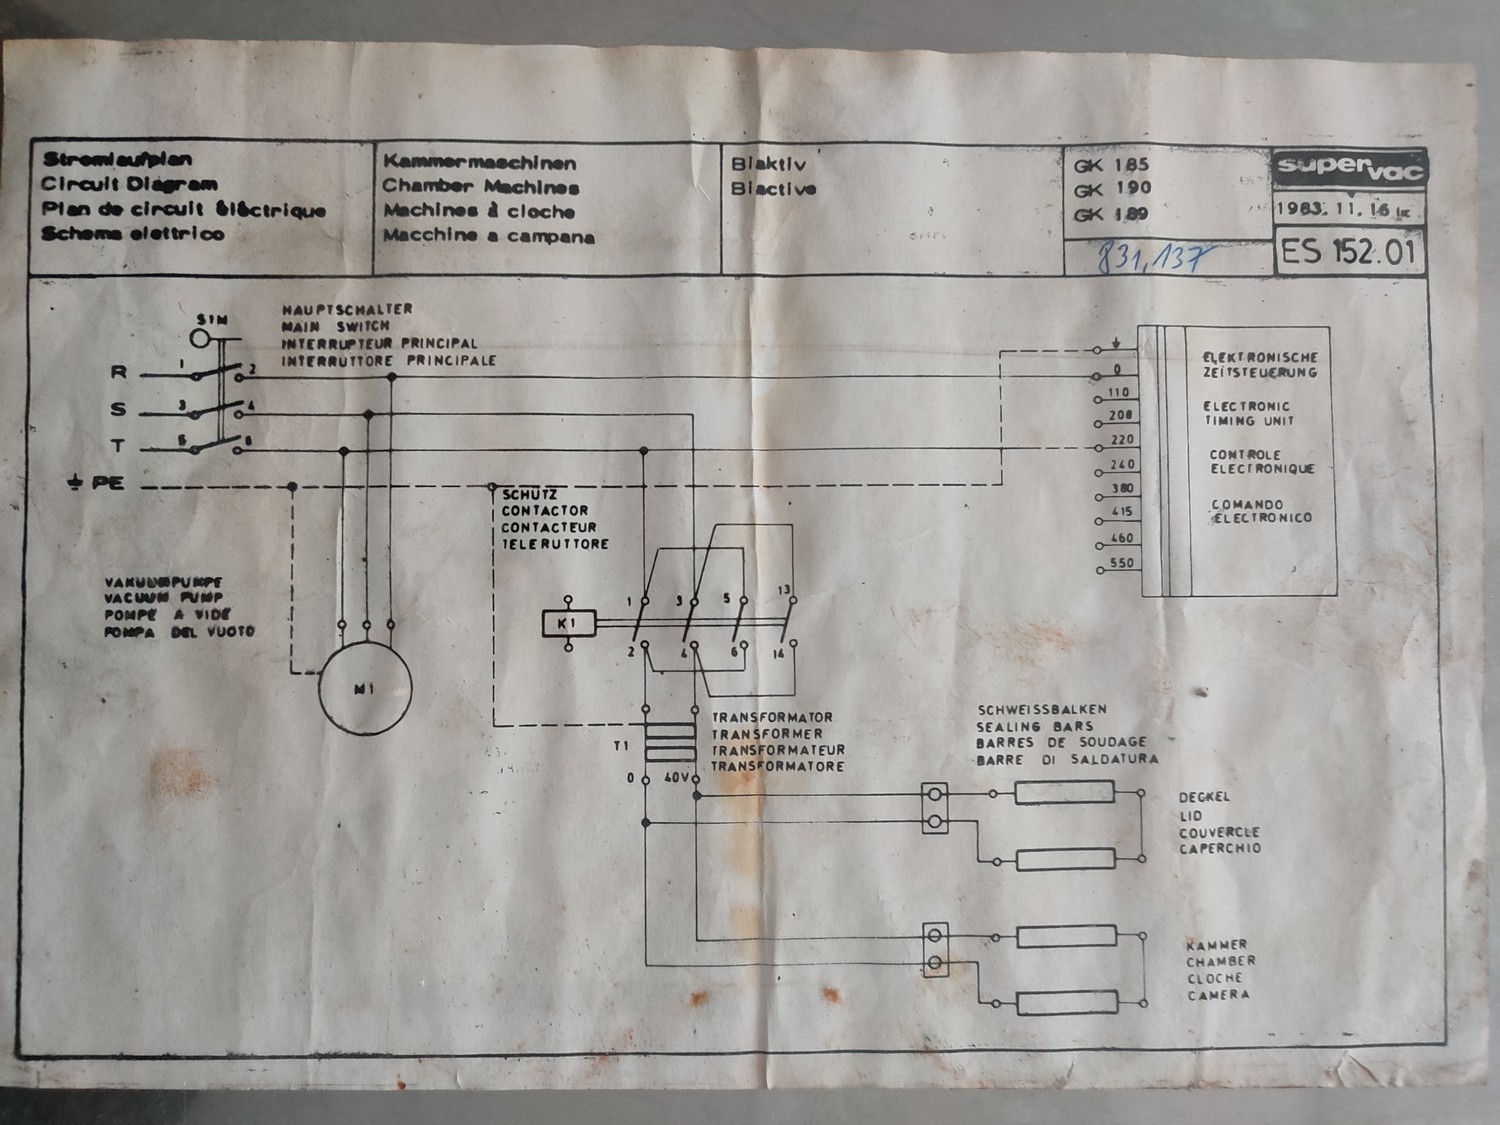 Stromlaufplan
Circuit Diagram
Plan de circuit éléctrique
Schema elettrico
Kammermaschinen
Chamber Machines
Machines à cloche
Macchine a campana
Biaktiv
Biactive
GK 185
GK 190
GK 189
831,137
supervac
1983. 11. 16
ES 152.01
S1M
HAUPTSCHALTER
MAIN SWITCH
INTERRUPTEUR PRINCIPAL
INTERRUTTORE PRINCIPALE
R 1 2
S 3 4
T 5 6
PE
0
110
208
220
240
380
415
460
550
ELEKTRONISCHE
ZEITSTEUERUNG
ELECTRONIC
TIMING UNIT
CONTROLE
ELECTRONIQUE
COMANDO
ELECTRONICO
SCHUTZ
CONTACTOR
CONTACTEUR
TELERUTTORE
VAKUUMPUMPE
VACUUM PUMP
POMPE A VIDE
POMPA DEL VUOTO
M1
K1
1 3 5 13
2 4 6 14
T1
0 40V
TRANSFORMATOR
TRANSFORMER
TRANSFORMATEUR
TRANSFORMATORE
SCHWEISSBALKEN
SEALING BARS
BARRES DE SOUDAGE
BARRE DI SALDATURA
DECKEL
LID
COUVERCLE
CAPERCHIO
KAMMER
CHAMBER
CLOCHE
CAMERA